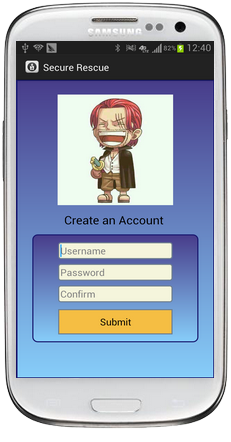 SAMSUNG
82% 12:40
Secure Rescue
Create an Account
Username
Password
Confirm
Submit